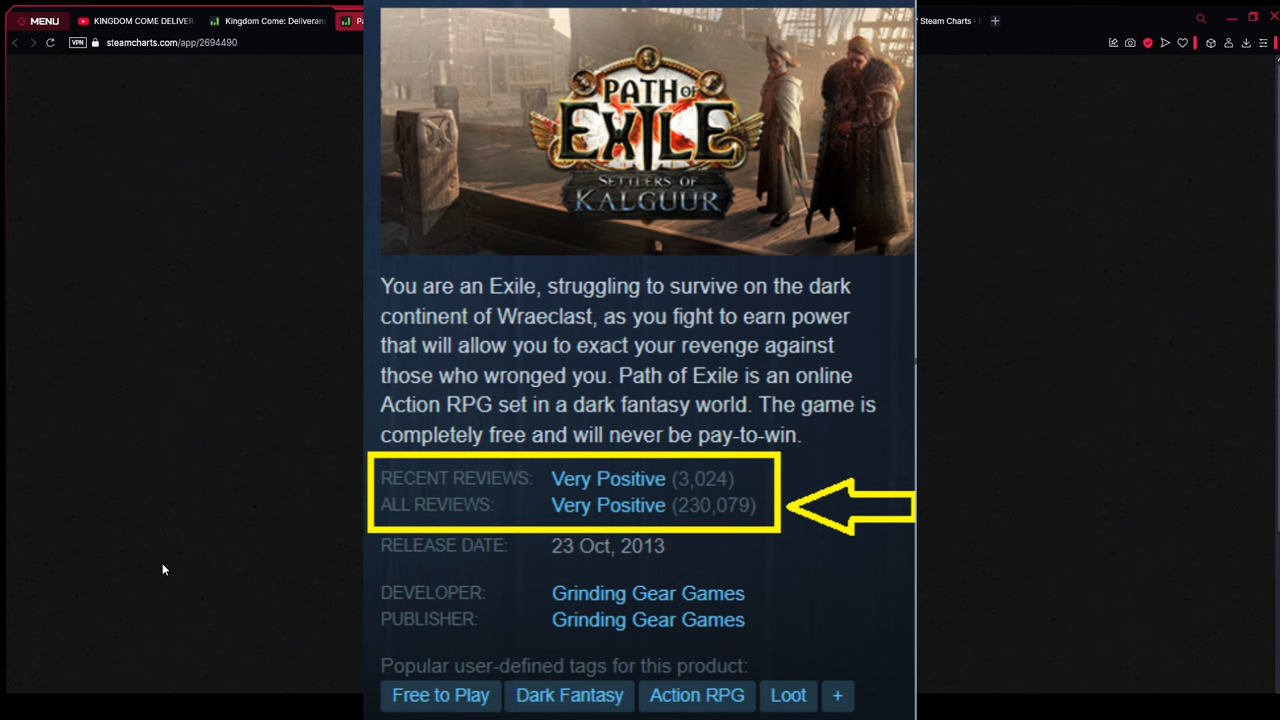 MENU
KINGDOM COME DELIVER
Kingdom Come: Deliveranc
Pa
Steam Charts
VPN
steamcharts.com/app/2694490
PATH OF
EXILE
SETTLERS OF
KALGUUR
You are an Exile, struggling to survive on the dark
continent of Wraeclast, as you fight to earn power
that will allow you to exact your revenge against
those who wronged you. Path of Exile is an online
Action RPG set in a dark fantasy world. The game is
completely free and will never be pay-to-win.
RECENT REVIEWS: Very Positive (3,024)
ALL REVIEWS: Very Positive (230,079)
RELEASE DATE: 23 Oct, 2013
DEVELOPER: Grinding Gear Games
PUBLISHER: Grinding Gear Games
Popular user-defined tags for this product:
Free to Play Dark Fantasy Action RPG Loot +